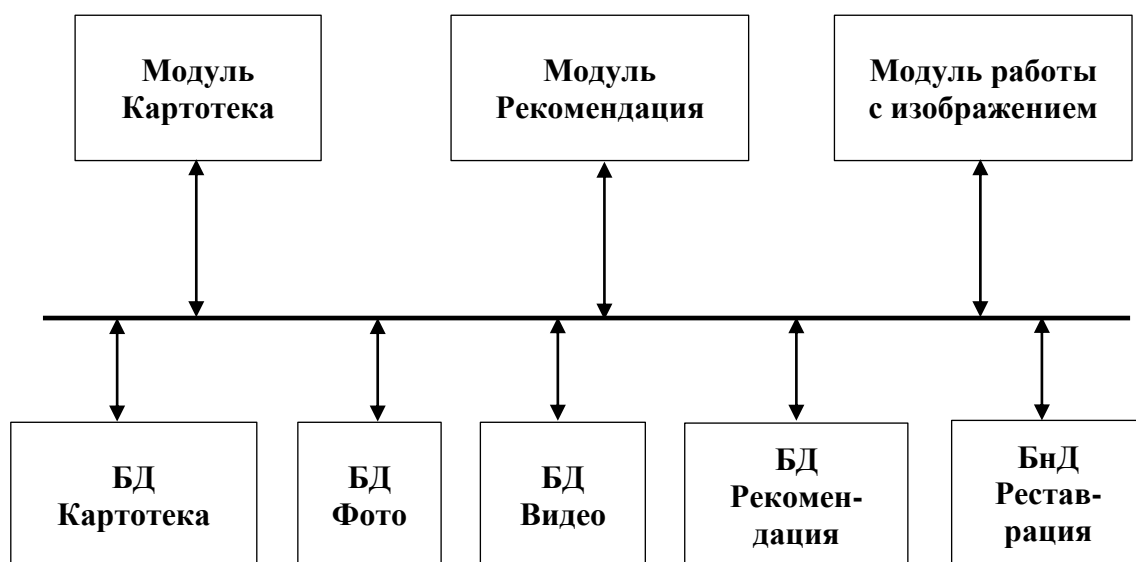 Модуль
Картотека
Модуль
Рекомендация
Модуль работы
с изображением
БД
Картотека
БД
Фото
БД
Видео
БД
Рекомен-
дация
БнД
Рестав-
рация